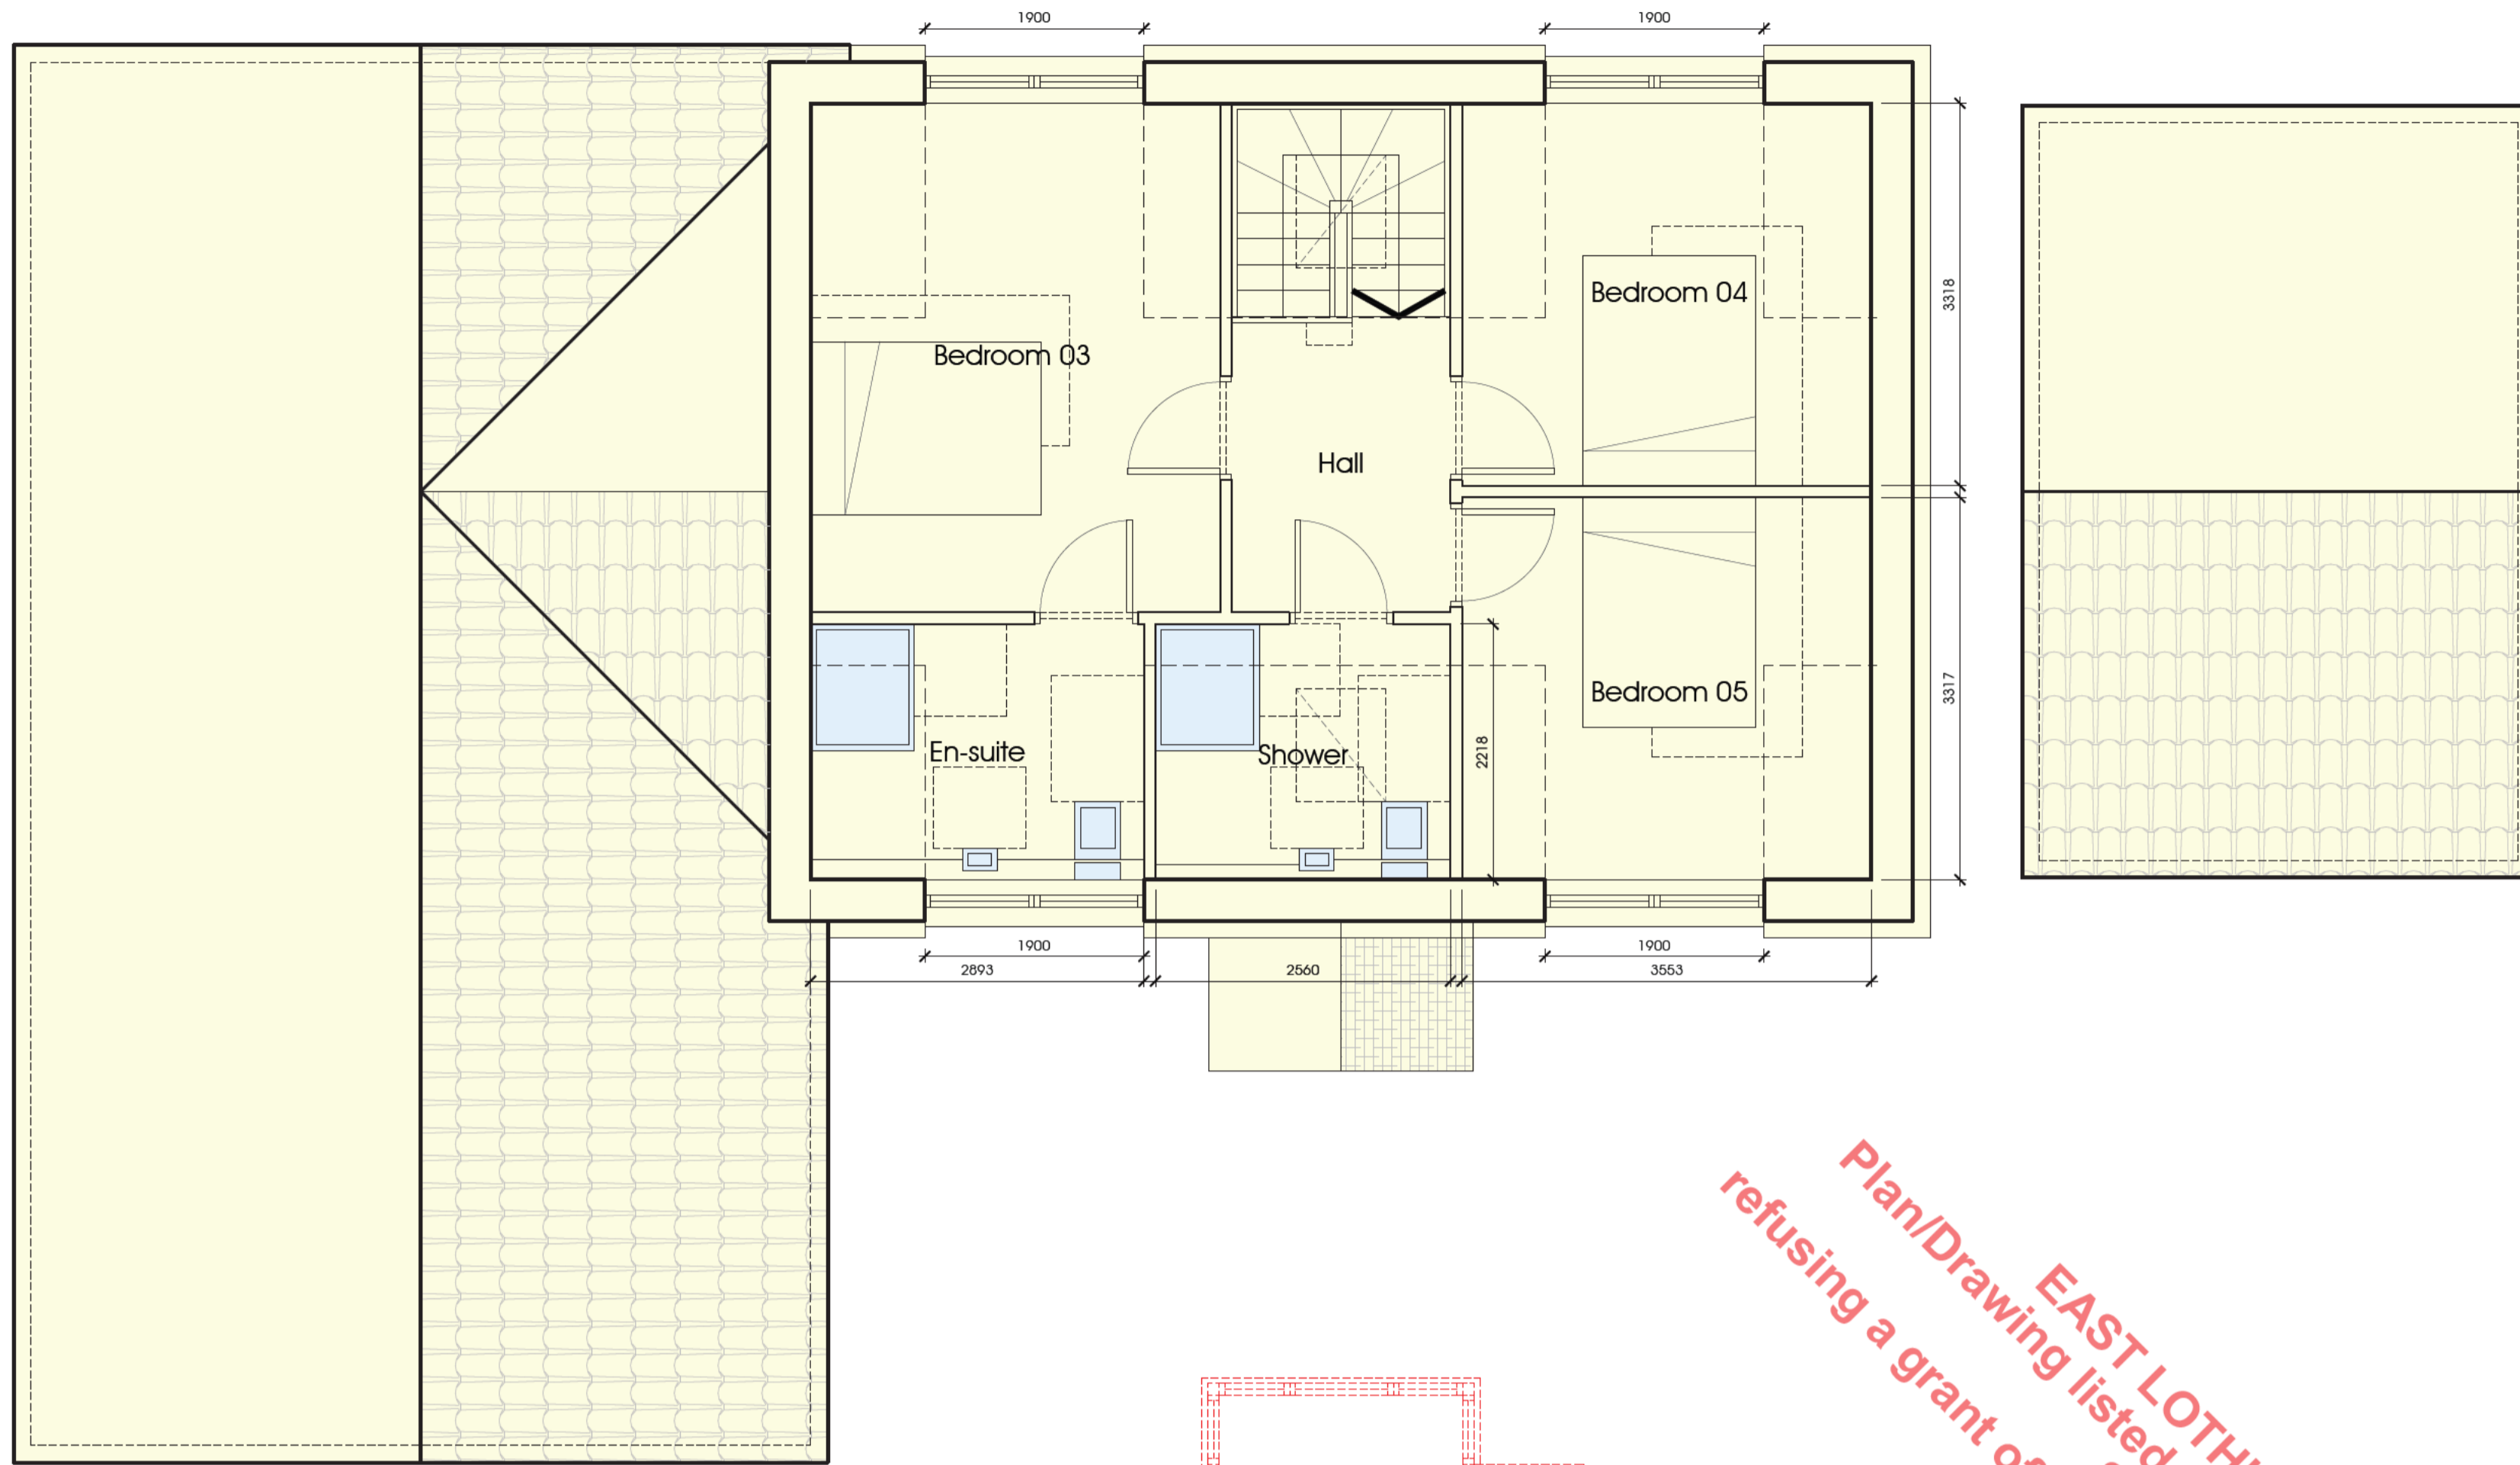 1900
1900
Bedroom 04
3318
Bedroom 03
Hall
Bedroom 05
3317
En-suite
Shower
2218
1900
1900
2893
2560
3553
EAST LOTH
Plan/Drawing listed
refusing a grant of